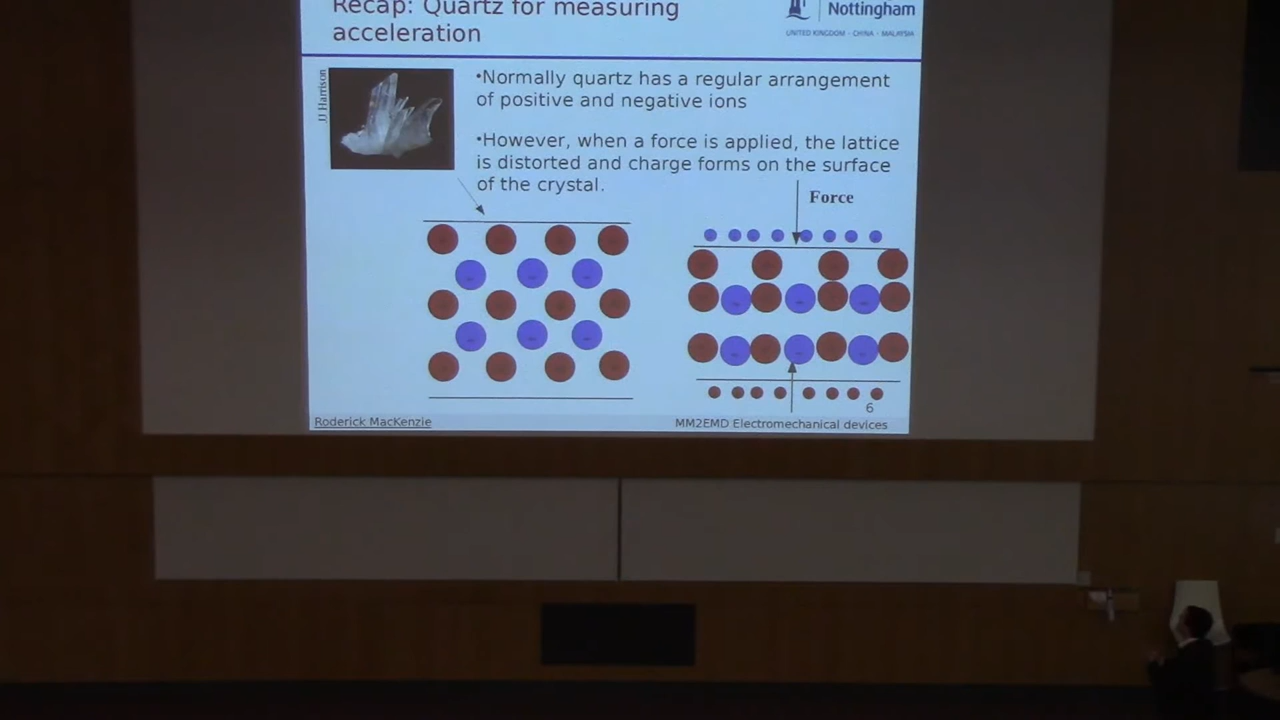 Recap: Quartz for measuring
acceleration
Nottingham
UNITED KINGDOM · CHINA · MALAYSIA
JJ Harrison
•Normally quartz has a regular arrangement
of positive and negative ions
•However, when a force is applied, the lattice
is distorted and charge forms on the surface
of the crystal.
Force
6
Roderick MacKenzie
MM2EMD Electromechanical devices